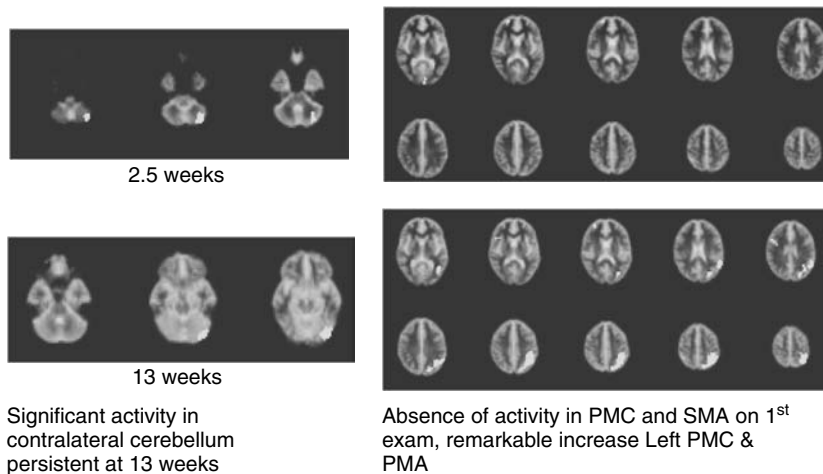 2.5 weeks
13 weeks
Significant activity in
contralateral cerebellum
persistent at 13 weeks
Absence of activity in PMC and SMA on 1st
exam, remarkable increase Left PMC &
PMA